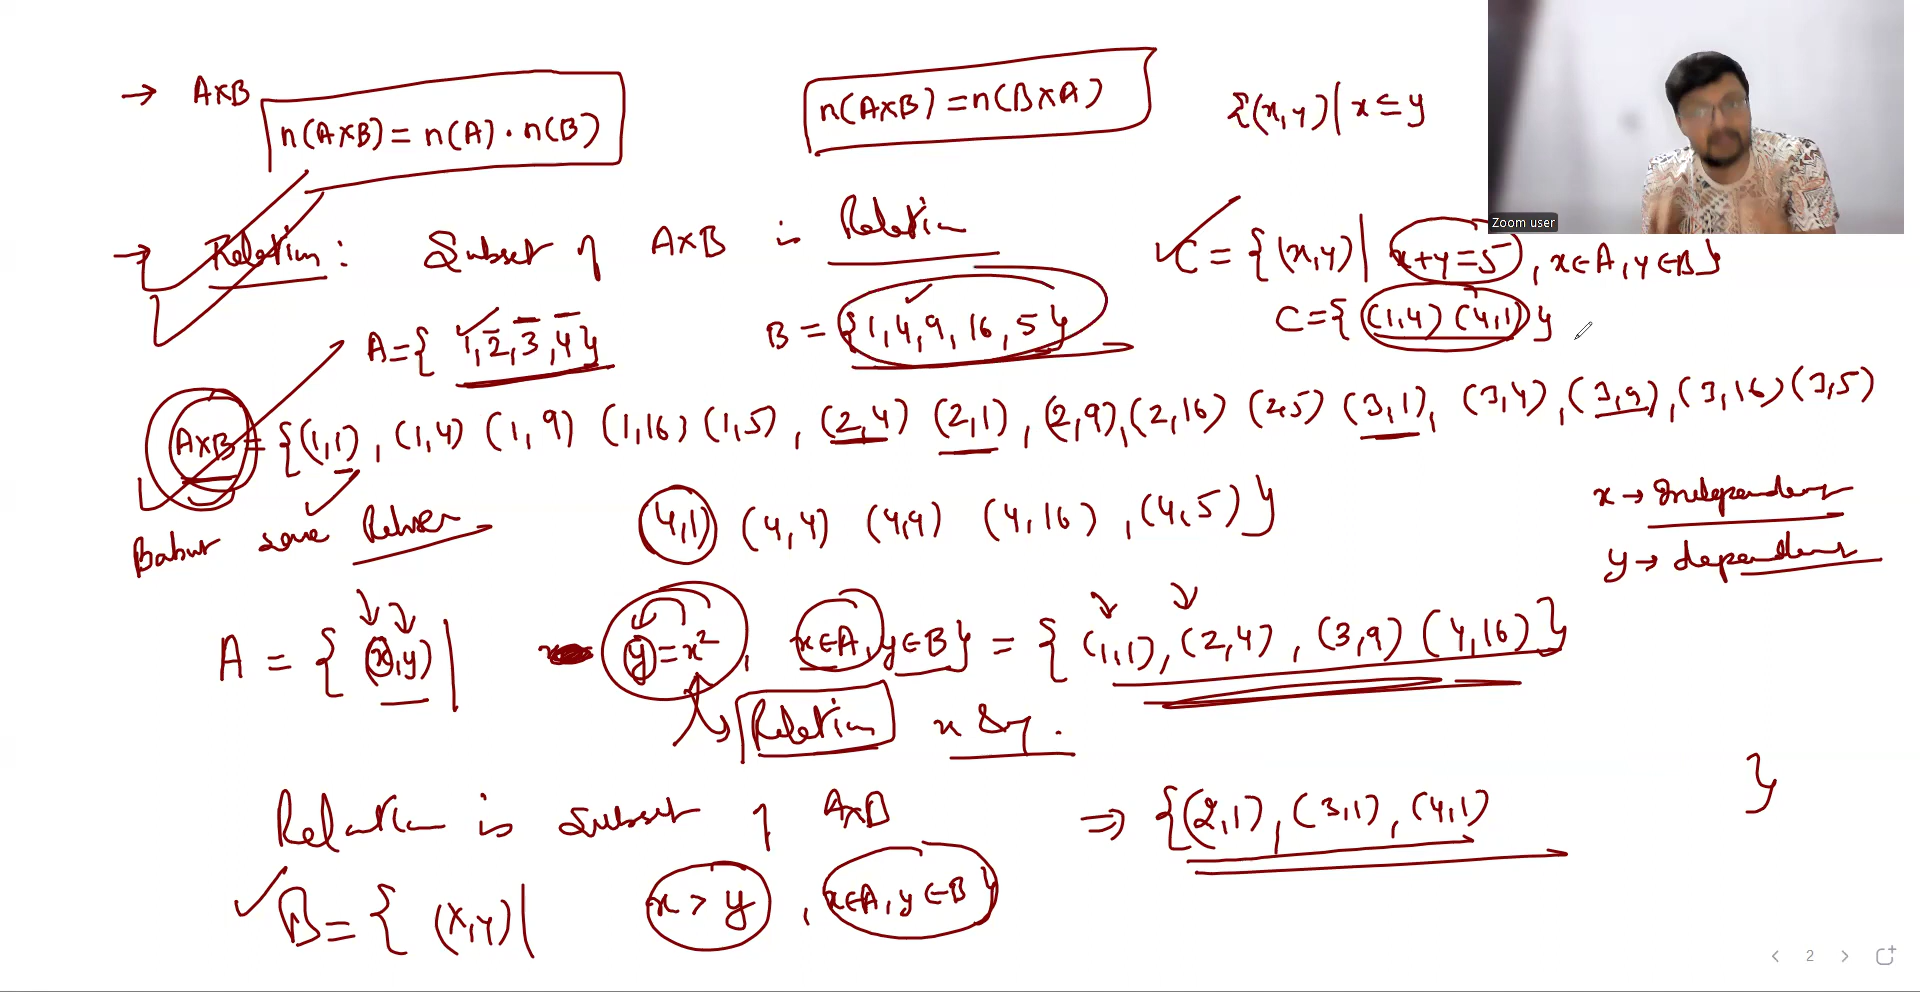 → A×B
n(A×B) = n(A) · n(B)
n(A×B) = n(B×A)
{(x,y) | x ≤ y
Zoom user
→ Relation : Subset of A×B is Relation
C = { (x,y) | x+y=5 , x∈A, y∈B}
C = { (1,4) (4,1) }
A = { 1, 2, 3, 4 }
B = {1, 4, 9, 16, 5 }
A×B = {(1,1) , (1,4) (1,9) (1,16) (1,5) , (2,4) (2,1) , (2,9), (2,16) (2,5) (3,1) , (3,4) , (3,9) , (3,16) (3,5)
(4,1) (4,4) (4,9) (4,16) , (4,5) }
x → Independent
y → dependent
A = { (x,y) | y = x² , x∈A, y∈B } = { (1,1), (2,4) , (3,9) (4,16) }
Relation x & y .
Relation is subset of A×B ⇒ {(2,1) , (3,1) , (4,1)
}
B = { (x,y) | x > y , x∈A, y∈B }
2